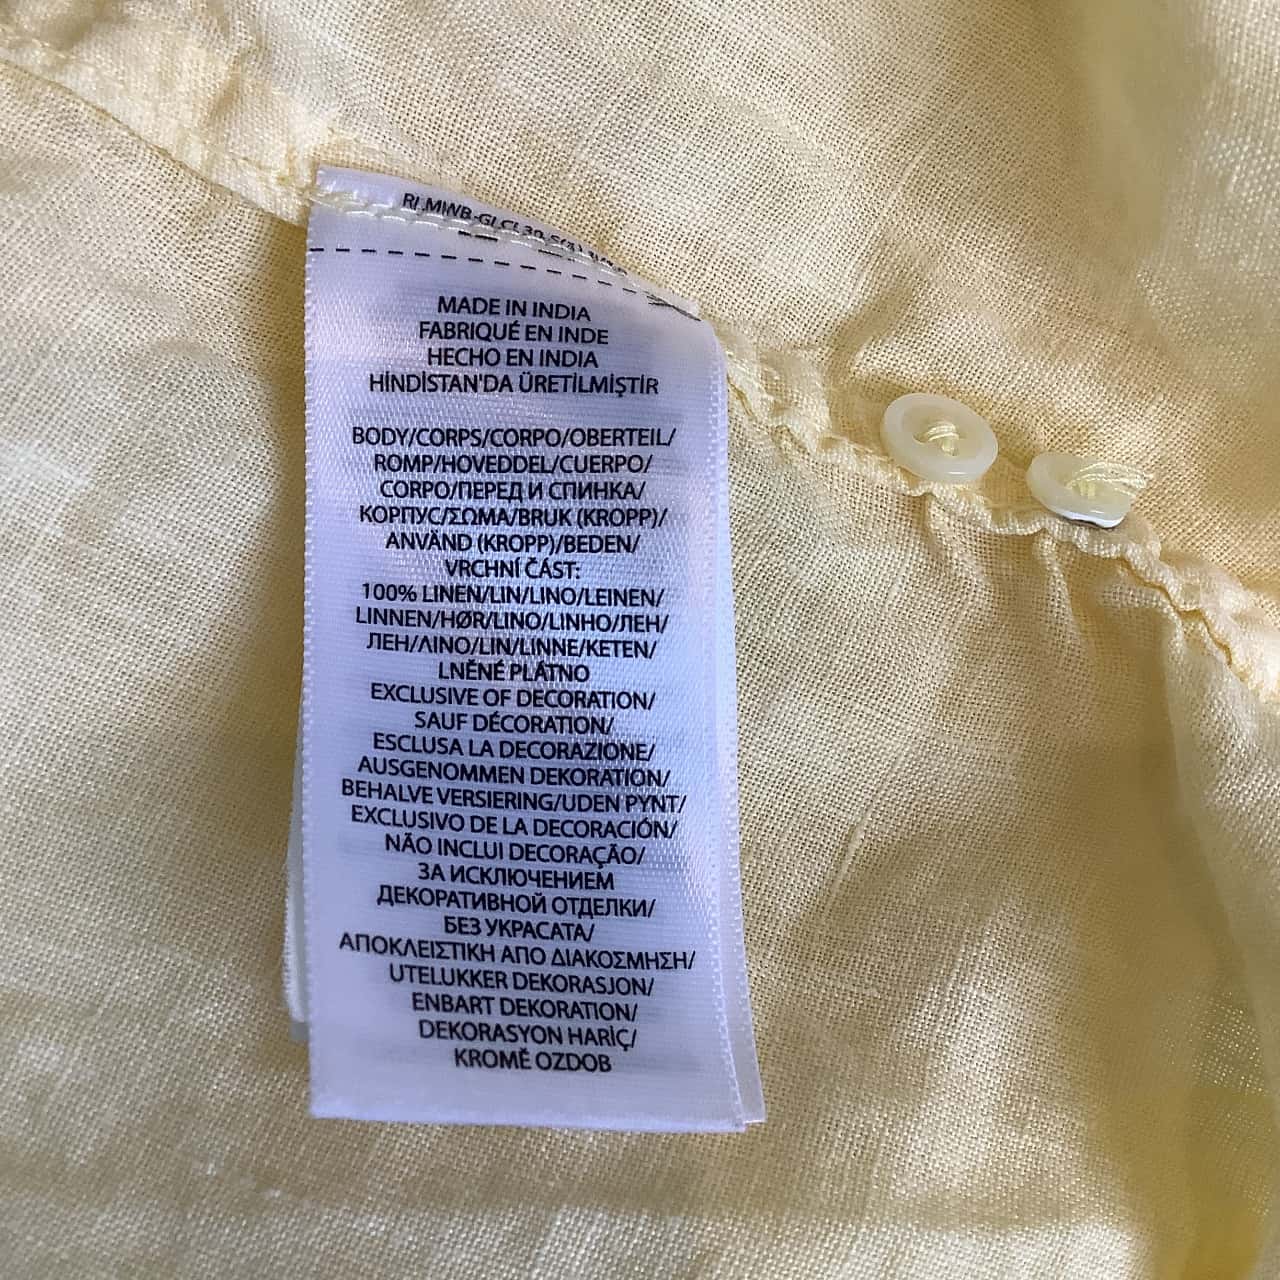 MADE IN INDIA
FABRIQUÉ EN INDE
HECHO EN INDIA
HİNDİSTAN'DA ÜRETİLMİŞTİR
BODY/CORPS/CORPO/OBERTEIL/
ROMP/HOVEDDEL/CUERPO/
CORPO/ПЕРЕД И СПИНКА/
КОРПУС/ΣΩΜΑ/BRUK (KROPP)/
ANVÄND (KROPP)/BEDEN/
VRCHNÍ ČÁST:
100% LINEN/LIN/LINO/LEINEN/
LINNEN/HØR/LINO/LINHO/ЛЕН/
ЛЕН/ΛΙΝΟ/LIN/LINNE/KETEN/
LNĚNÉ PLÁTNO
EXCLUSIVE OF DECORATION/
SAUF DÉCORATION/
ESCLUSA LA DECORAZIONE/
AUSGENOMMEN DEKORATION/
BEHALVE VERSIERING/UDEN PYNT/
EXCLUSIVO DE LA DECORACIÓN/
NÃO INCLUI DECORAÇÃO/
ЗА ИСКЛЮЧЕНИЕМ
ДЕКОРАТИВНОЙ ОТДЕЛКИ/
БЕЗ УКРАСАТА/
ΑΠΟΚΛΕΙΣΤΙΚΗ ΑΠΟ ΔΙΑΚΟΣΜΗΣΗ/
UTELUKKER DEKORASJON/
ENBART DEKORATION/
DEKORASYON HARİÇ/
KROMĚ OZDOB